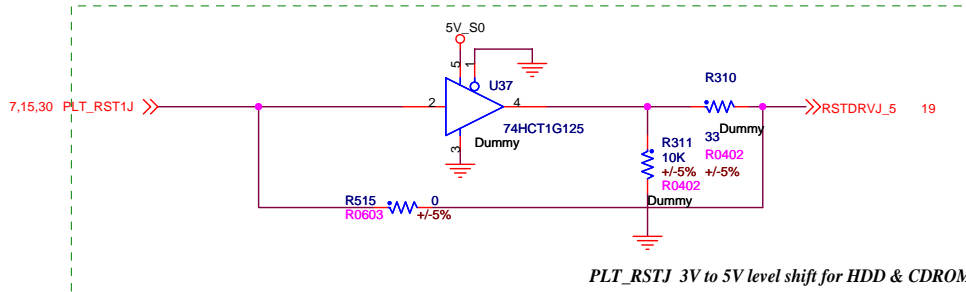 5V_S0
5
1
U37
R310
7,15,30 PLT_RST1J
2
4
RSTDRVJ_5 19
74HCT1G125
Dummy
3
33
Dummy
R0402
+/-5%
R311
10K
+/-5%
R0402
Dummy
R515 0
R0603 +/-5%
PLT_RSTJ 3V to 5V level shift for HDD & CDROM